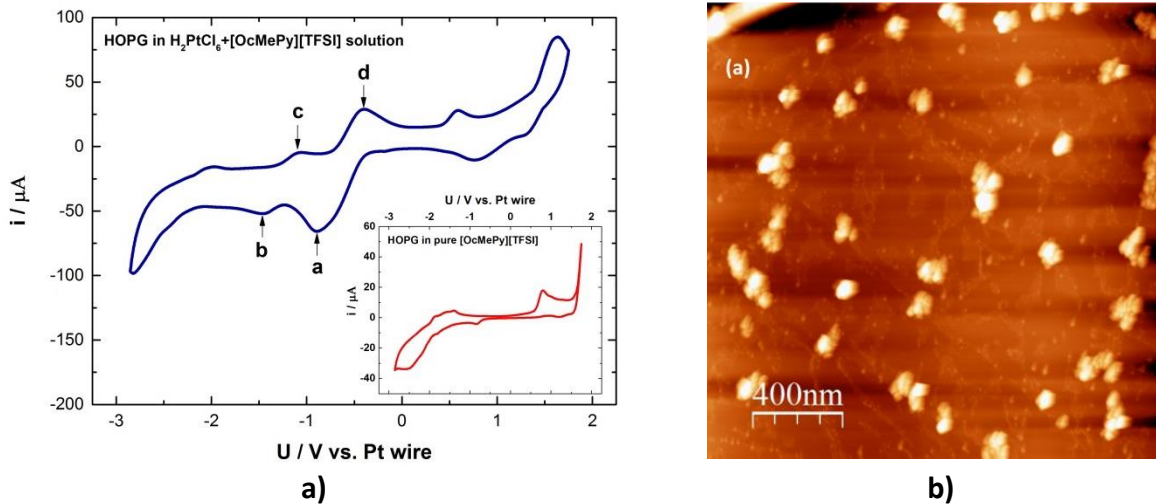 HOPG in H₂PtCl₆+[OcMePy][TFSI] solution
100
50
0
-50
-100
-150
-200
i / µA
a
b
c
d
-3 -2 -1 0 1 2
U / V vs. Pt wire
U / V vs. Pt wire
-3 -2 -1 0 1 2
HOPG in pure [OcMePy][TFSI]
60
40
20
0
-20
-40
i / µA
a)
(a)
400nm
b)